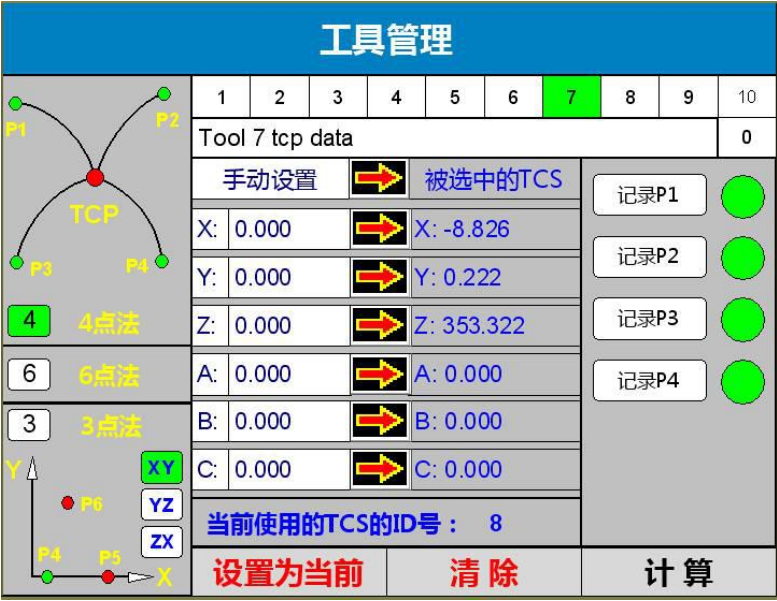 工具管理
P1
P2
TCP
P3
P4
4 4点法
6 6点法
3 3点法
Y
XY
P6
YZ
ZX
P4
P5
X
1 2 3 4 5 6 7 8 9 10
Tool 7 tcp data 0
手动设置 被选中的TCS
X: 0.000 X: -8.826
Y: 0.000 Y: 0.222
Z: 0.000 Z: 353.322
A: 0.000 A: 0.000
B: 0.000 B: 0.000
C: 0.000 C: 0.000
当前使用的TCS的ID号： 8
记录P1
记录P2
记录P3
记录P4
设置为当前 清 除 计 算